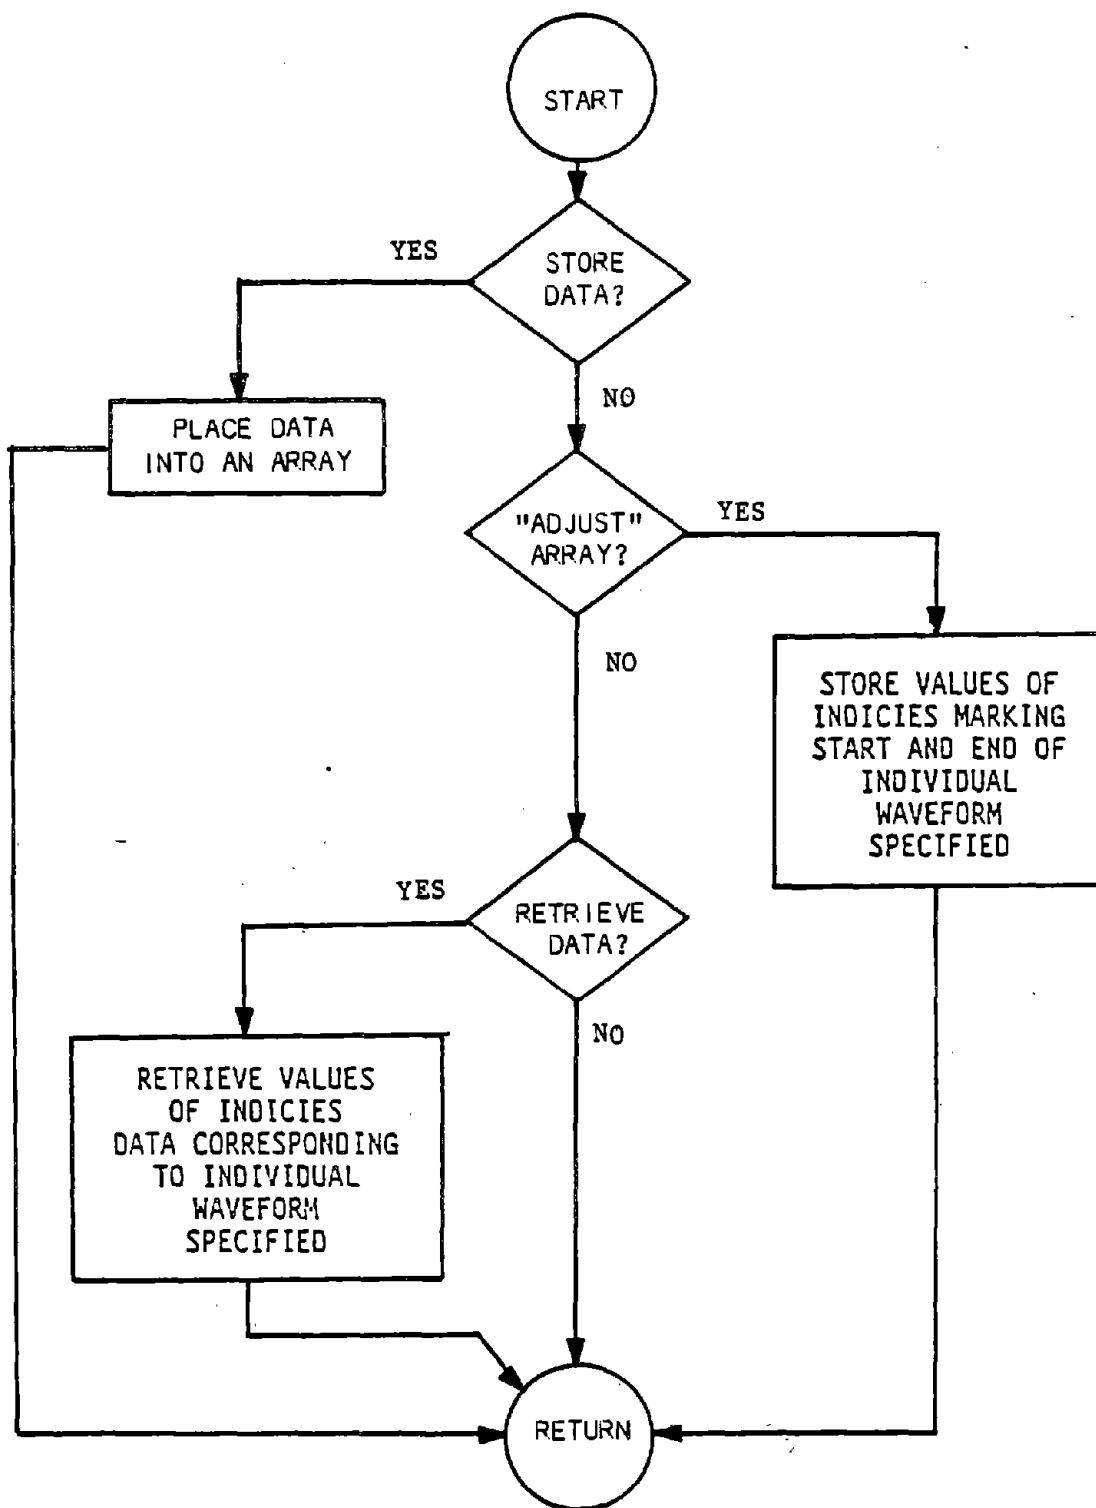 START
YES
STORE
DATA?
NO
PLACE DATA
INTO AN ARRAY
"ADJUST"
ARRAY?
YES
NO
STORE VALUES OF
INDICIES MARKING
START AND END OF
INDIVIDUAL
WAVEFORM
SPECIFIED
YES
RETRIEVE
DATA?
NO
RETRIEVE VALUES
OF INDICIES
DATA CORRESPONDING
TO INDIVIDUAL
WAVEFORM
SPECIFIED
RETURN